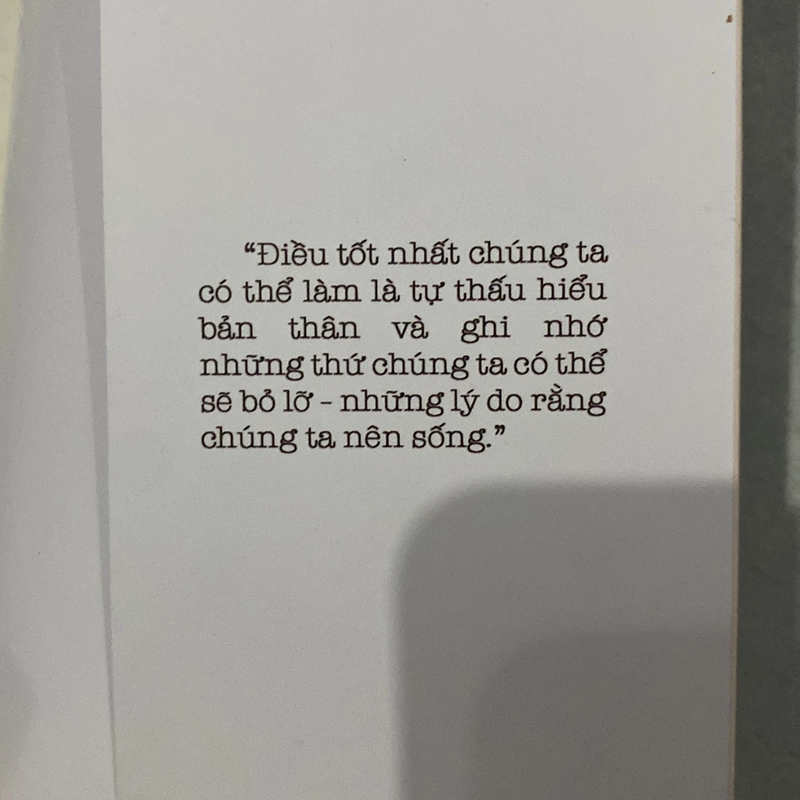 “Điều tốt nhất chúng ta
có thể làm là tự thấu hiểu
bản thân và ghi nhớ
những thứ chúng ta có thể
sẽ bỏ lỡ - những lý do rằng
chúng ta nên sống.”